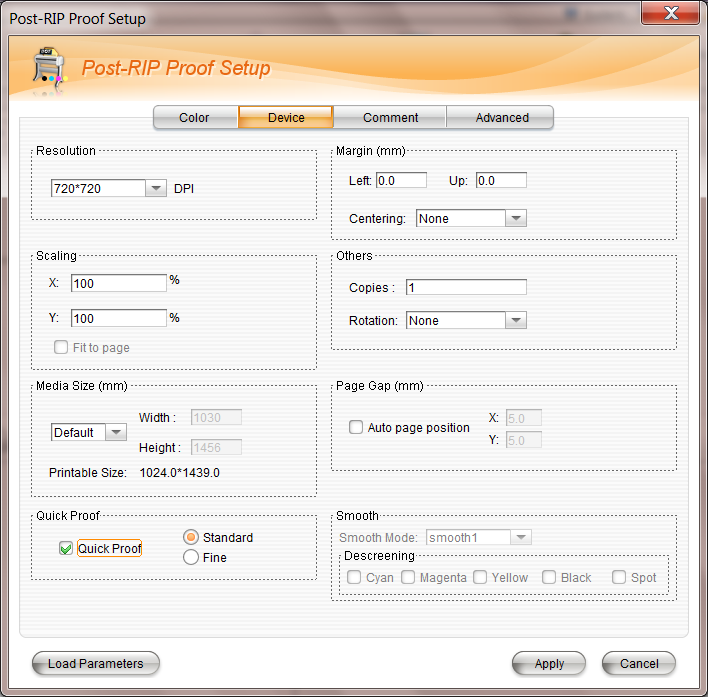 Post-RIP Proof Setup
Post-RIP Proof Setup
Color Device Comment Advanced
Resolution
720*720 DPI
Margin (mm)
Left: 0.0 Up: 0.0
Centering: None
Scaling
X: 100 %
Y: 100 %
Fit to page
Others
Copies : 1
Rotation: None
Media Size (mm)
Default
Width : 1030
Height : 1456
Printable Size: 1024.0*1439.0
Page Gap (mm)
Auto page position
X: 5.0
Y: 5.0
Quick Proof
Quick Proof
Standard
Fine
Smooth
Smooth Mode: smooth1
Descreening
Cyan Magenta Yellow Black Spot
Load Parameters Apply Cancel